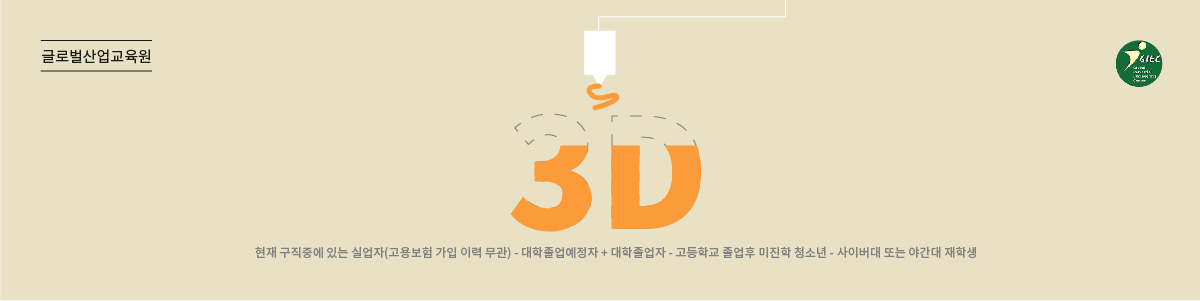 글로벌산업교육원
GIEC
3D
현재 구직중에 있는 실업자(고용보험 가입 이력 무관) - 대학졸업예정자 + 대학졸업자 - 고등학교 졸업후 미진학 청소년 - 사이버대 또는 야간대 재학생